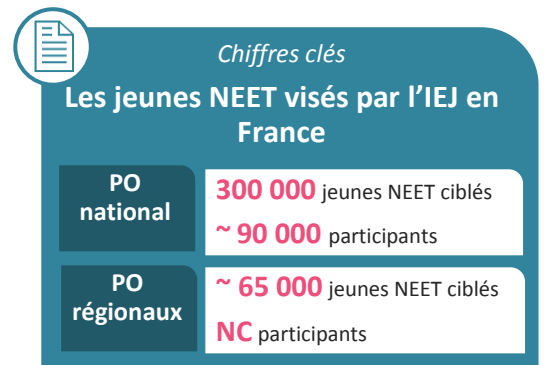 Chiffres clés
Les jeunes NEET visés par l’IEJ en
France
PO
national
300 000 jeunes NEET ciblés
~ 90 000 participants
PO
régionaux
~ 65 000 jeunes NEET ciblés
NC participants